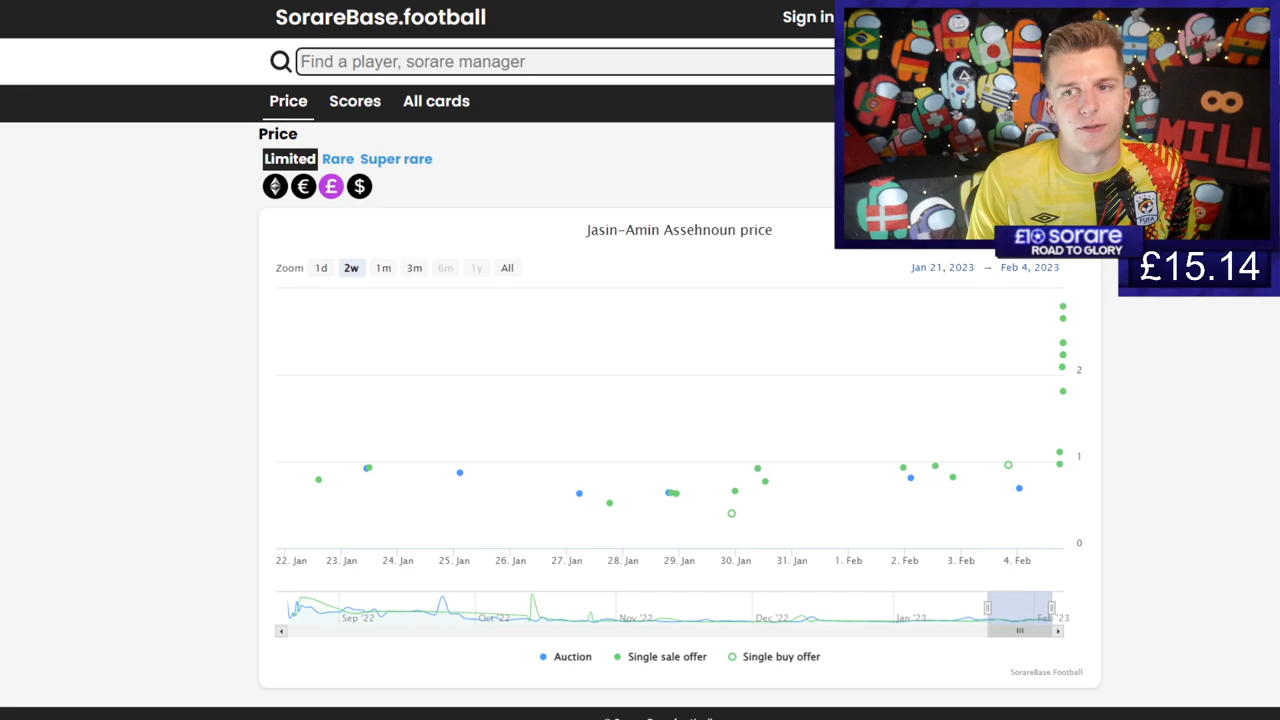 SorareBase.football
Sign in
Find a player, sorare manager
Price Scores All cards
Price
Limited Rare Super rare
€ £ $
Jasin-Amin Assehnoun price
Zoom 1d 2w 1m 3m 6m 1y All
Jan 21, 2023 → Feb 4, 2023
2
1
0
22. Jan 23. Jan 24. Jan 25. Jan 26. Jan 27. Jan 28. Jan 29. Jan 30. Jan 31. Jan 1. Feb 2. Feb 3. Feb 4. Feb
Sep '22 Oct '22 Nov '22 Dec '22 Jan '23 Feb '23
Auction Single sale offer Single buy offer
SorareBase.Football
MILL
FUFA
£10 sorare
ROAD TO GLORY
£15.14